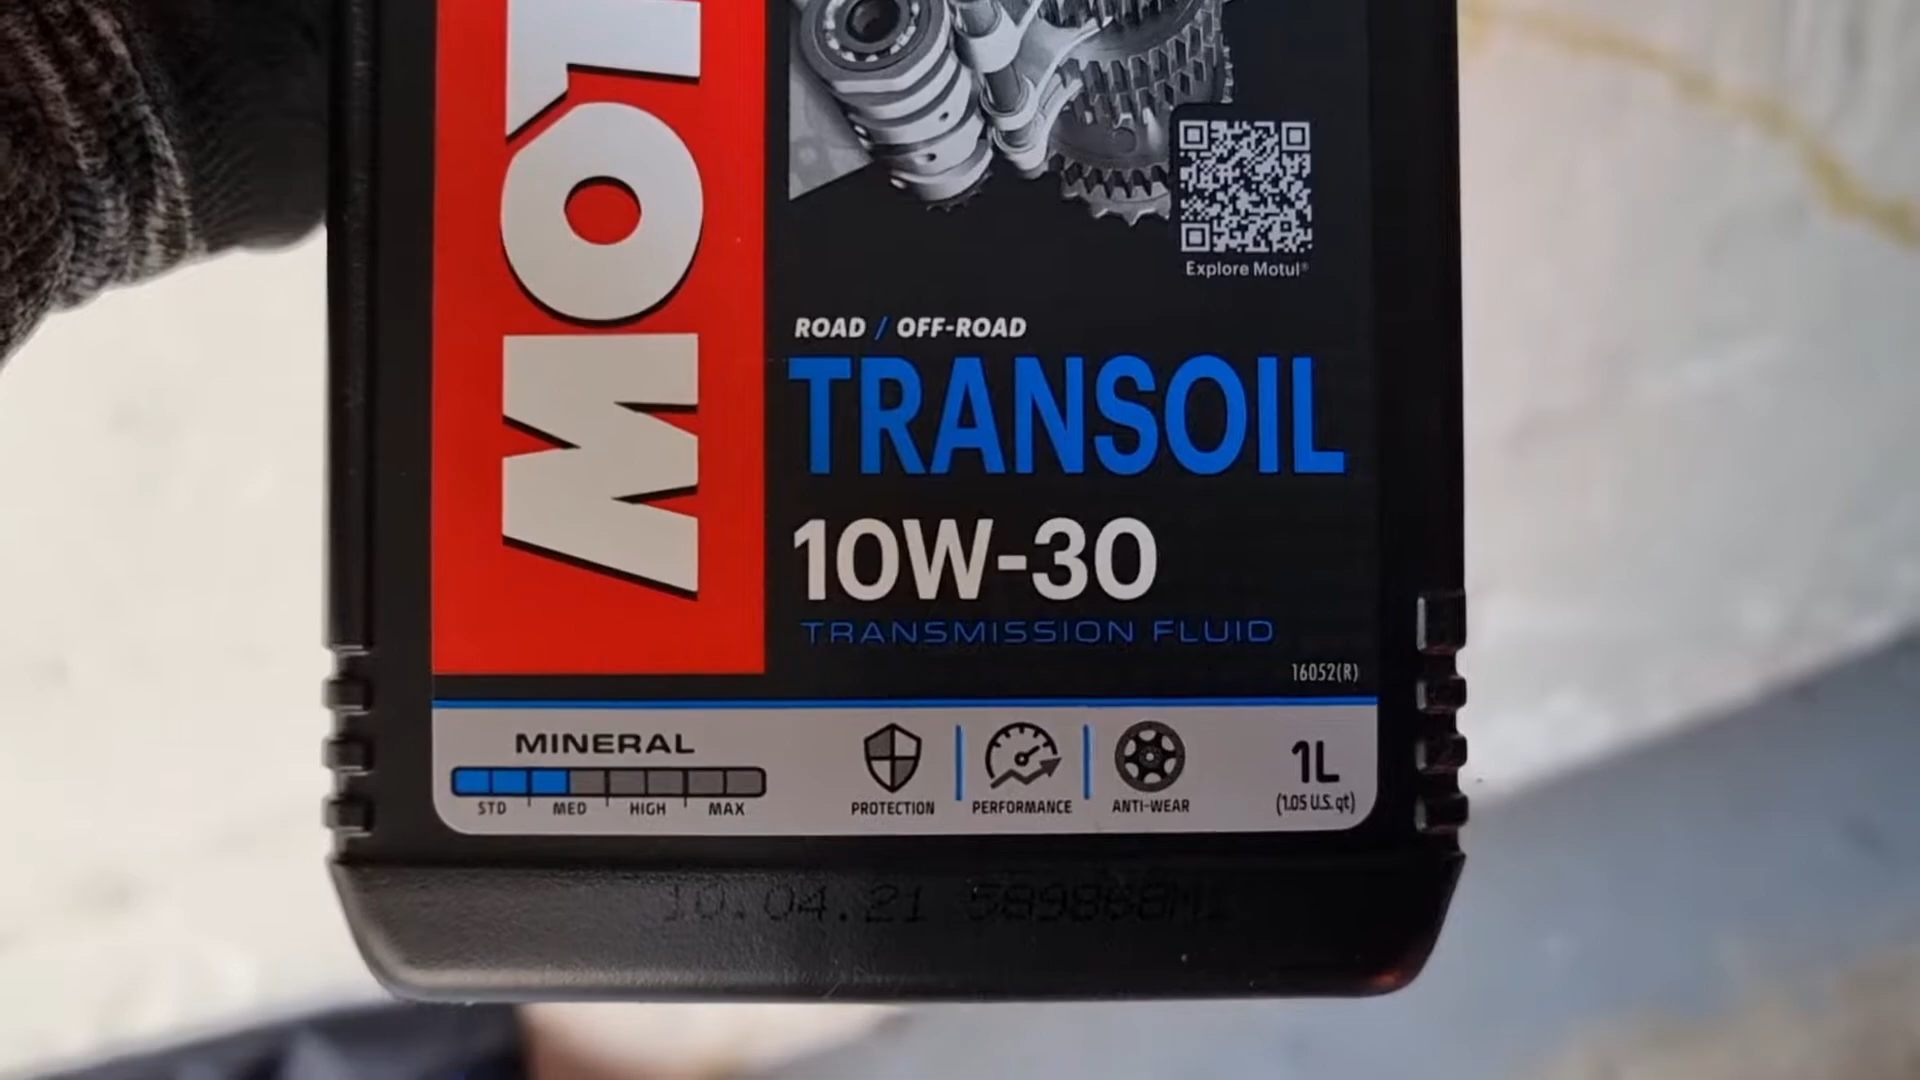 MOT
Explore Motul®
ROAD / OFF-ROAD
TRANSOIL
10W-30
TRANSMISSION FLUID
16052(R)
MINERAL
STD MED HIGH MAX
PROTECTION PERFORMANCE ANTI-WEAR
1L
(1.05 U.S. qt)
10.04.21